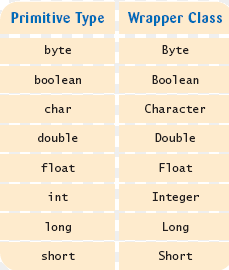 Primitive Type Wrapper Class
byte Byte
boolean Boolean
char Character
double Double
float Float
int Integer
long Long
short Short